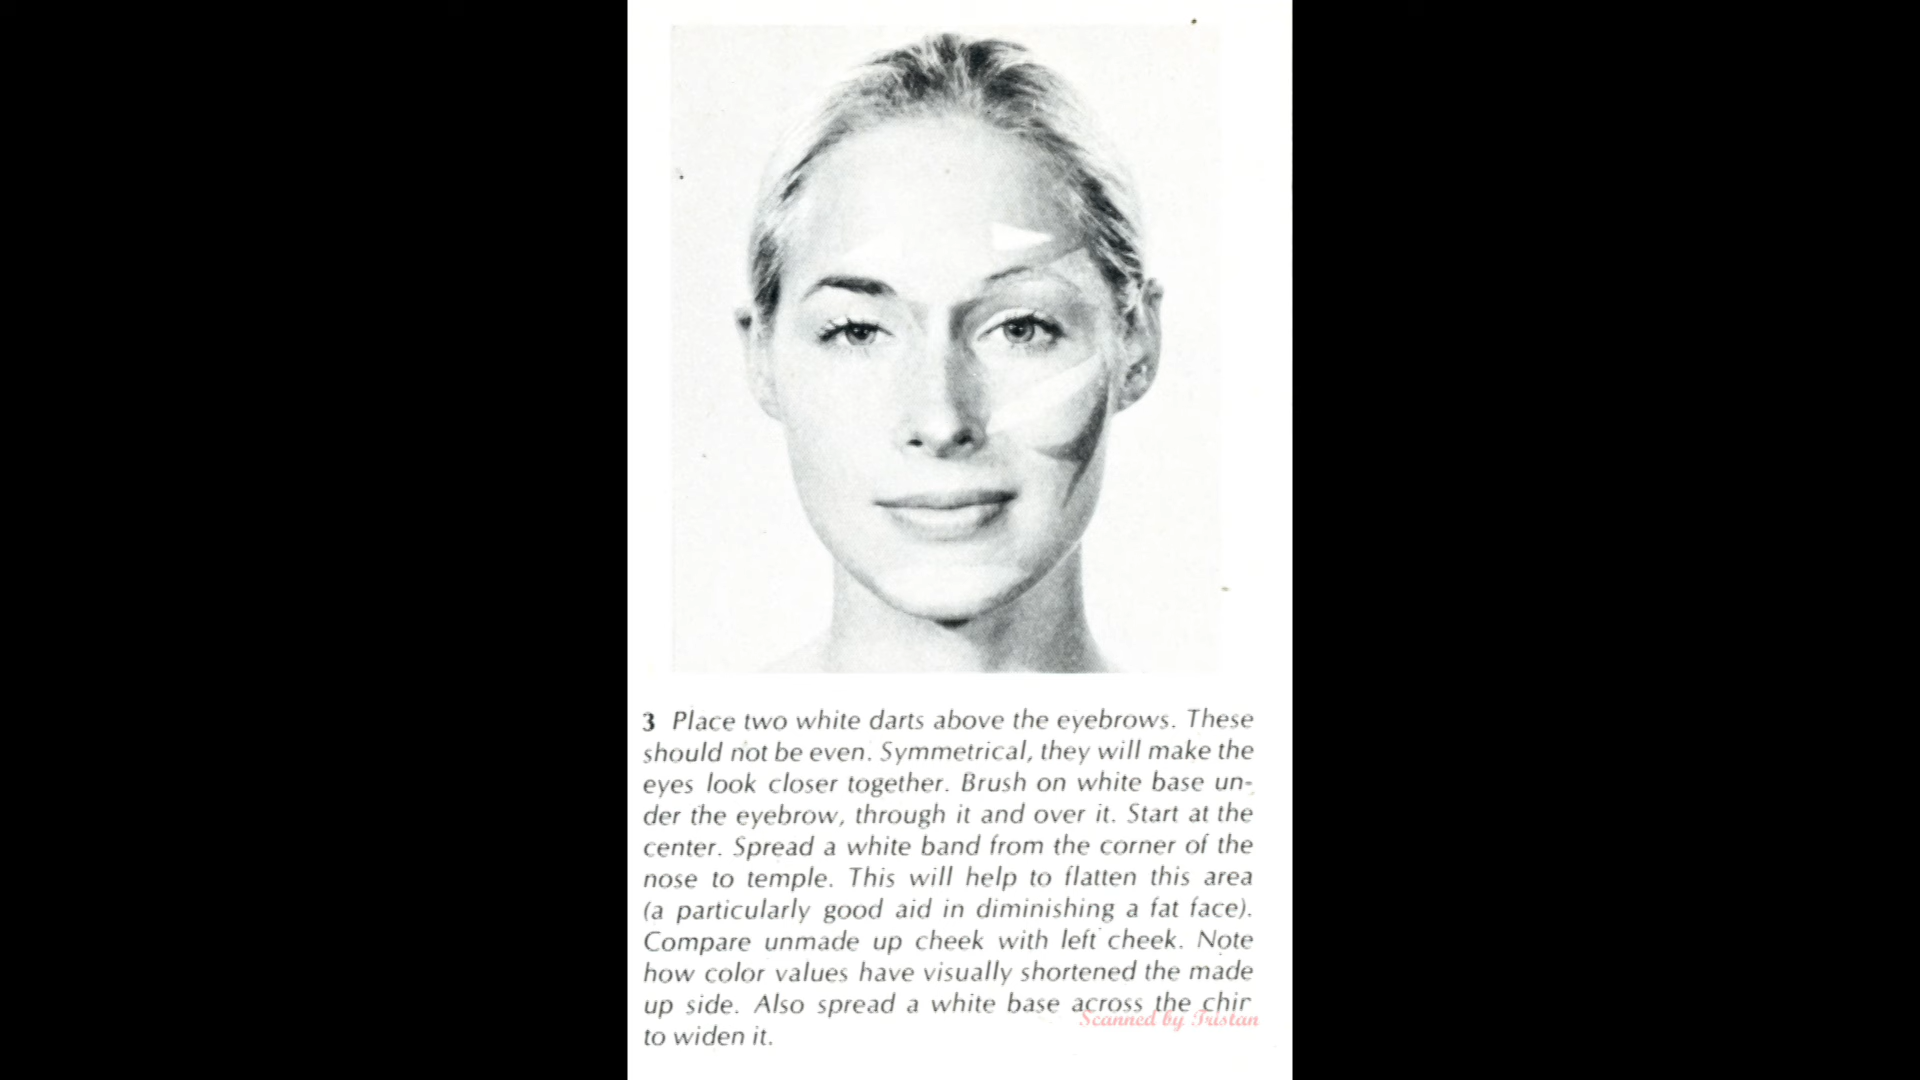 3 Place two white darts above the eyebrows. These
should not be even. Symmetrical, they will make the
eyes look closer together. Brush on white base un-
der the eyebrow, through it and over it. Start at the
center. Spread a white band from the corner of the
nose to temple. This will help to flatten this area
(a particularly good aid in diminishing a fat face).
Compare unmade up cheek with left cheek. Note
how color values have visually shortened the made
up side. Also spread a white base across the chir
Scanned by Tristan
to widen it.